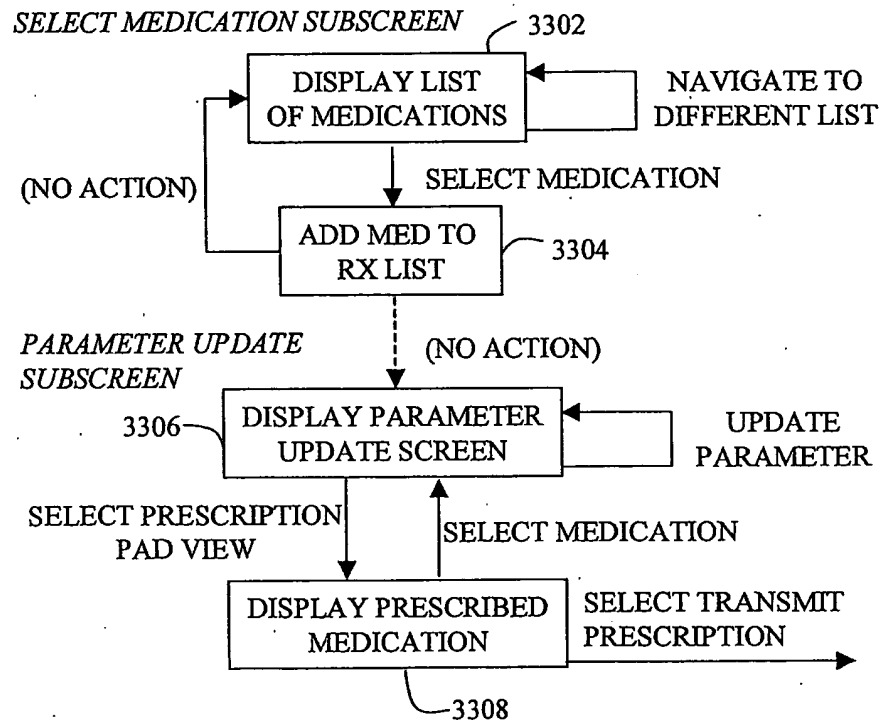 SELECT MEDICATION SUBSCREEN
3302
DISPLAY LIST
OF MEDICATIONS
NAVIGATE TO
DIFFERENT LIST
(NO ACTION)
SELECT MEDICATION
ADD MED TO
RX LIST
3304
PARAMETER UPDATE
SUBSCREEN
(NO ACTION)
3306
DISPLAY PARAMETER
UPDATE SCREEN
UPDATE
PARAMETER
SELECT PRESCRIPTION
PAD VIEW
SELECT MEDICATION
DISPLAY PRESCRIBED
MEDICATION
SELECT TRANSMIT
PRESCRIPTION
3308